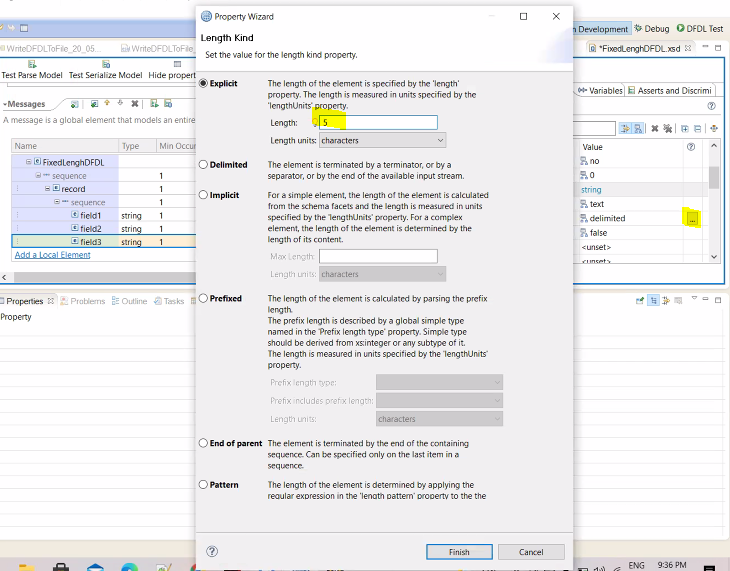 Property Wizard
Length Kind
Set the value for the length kind property.
Explicit
The length of the element is specified by the 'length'
property. The length is measured in units specified by the
'lengthUnits' property.
Length:
5
Length units:
characters
Delimited
The element is terminated by a terminator, or by a
separator, or by the end of the available input stream.
Implicit
For a simple element, the length of the element is calculated
from the schema facets and the length is measured in units
specified by the 'lengthUnits' property. For a complex
element, the length of the element is determined by the
length of its content.
Max Length:
Length units:
characters
Prefixed
The length of the element is calculated by parsing the prefix
length.
The prefix length is described by a global simple type
named in the 'Prefix length type' property. Simple type
should be derived from xs:integer or any subtype of it.
The length is measured in units specified by the 'lengthUnits'
property.
Prefix length type:
Prefix includes prefix length:
Length units:
characters
End of parent
The element is terminated by the end of the containing
sequence. Can be specified only on the last item in a
sequence.
Pattern
The length of the element is determined by applying the
regular expression in the 'length pattern' property to the the
Finish
Cancel
WriteDFDLToFile_20_05...
WriteDFDLToFile_
Test Parse Model
Test Serialize Model
Hide propert
Messages
A message is a global element that models an entire
Name
Type
Min Occur
FixedLenghDFDL
sequence
1
record
1
sequence
1
field1
string
1
field2
string
1
field3
string
1
Add a Local Element
Properties
Problems
Outline
Tasks
Property
Development
Debug
DFDL Test
*FixedLenghDFDL.xsd
Variables
Asserts and Discrimi
Value
no
0
string
text
delimited
...
false
<unset>
<unset>
ENG
9:36 PM